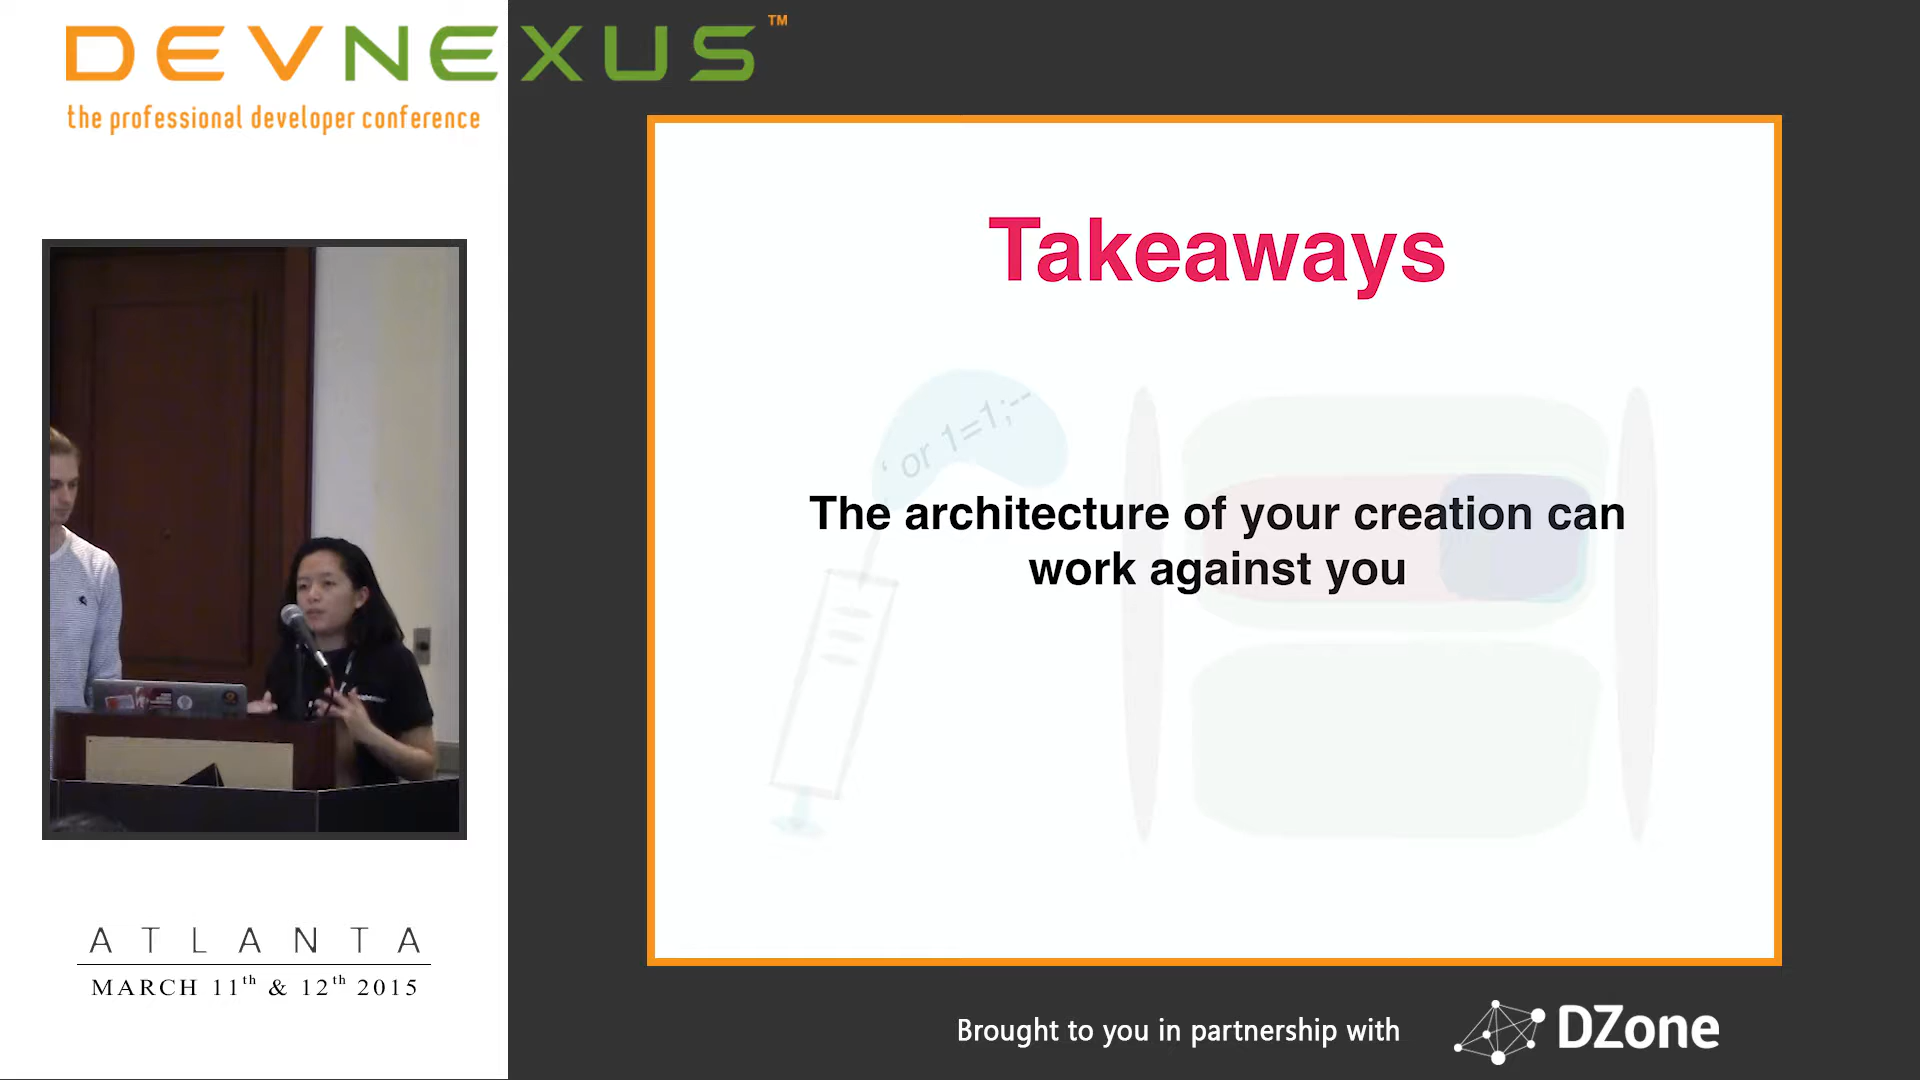 DEVNEXUS™
the professional developer conference
Takeaways
' or 1=1;--
The architecture of your creation can
work against you
ATLANTA
MARCH 11th & 12th 2015
Brought to you in partnership with
DZone